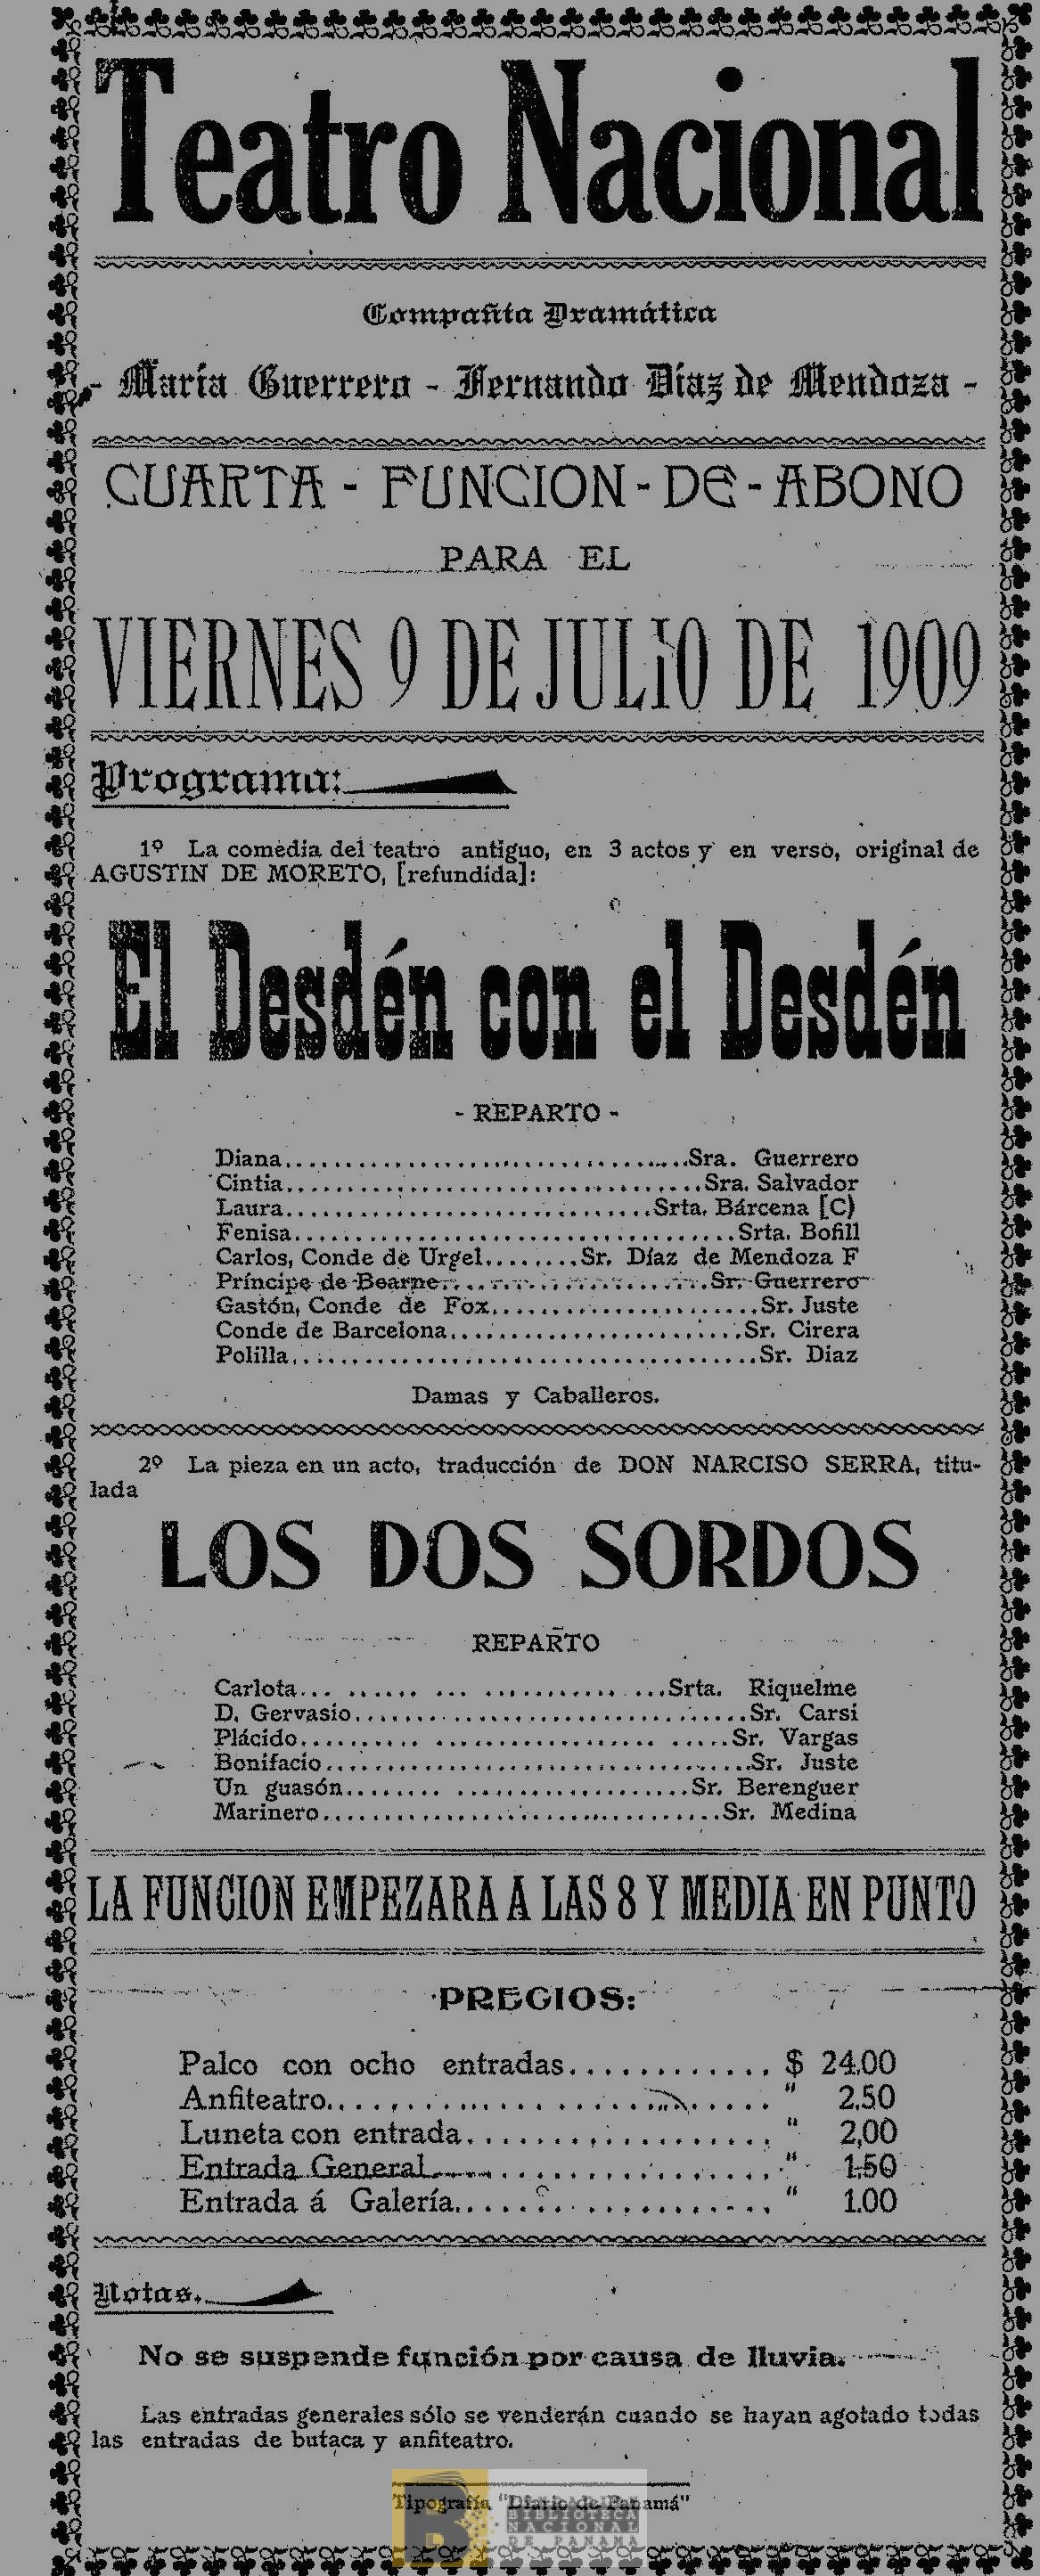 Teatro Nacional
Compañía Dramática
- María Guerrero - Fernando Díaz de Mendoza -
CUARTA - FUNCION - DE - ABONO
PARA EL
VIERNES 9 DE JULIO DE 1909
Programa:
1º La comedia del teatro antiguo, en 3 actos y en verso, original de
AGUSTIN DE MORETO, [refundida]:
El Desdén con el Desdén
- REPARTO -
Diana..................................Sra. Guerrero
Cintia..................................Sra. Salvador
Laura..............................Srta. Bárcena [C)
Fenisa....................................Srta. Bofill
Carlos, Conde de Urgel........Sr. Díaz de Mendoza F
Príncipe de Bearne......................Sr. Guerrero
Gastón, Conde de Fox......................Sr. Juste
Conde de Barcelona........................Sr. Cirera
Polilla......................................Sr. Diaz
Damas y Caballeros.
2º La pieza en un acto, traducción de DON NARCISO SERRA, titu-
lada
LOS DOS SORDOS
REPARTO
Carlota... ...... ... ........... ...Srta. Riquelme
D. Gervasio................................Sr. Carsi
Plácido.......... .................. .....Sr. Vargas
Bonifacio..................................Sr. Juste
Un guasón........ ...................Sr. Berenguer
Marinero................................Sr. Medina
LA FUNCION EMPEZARA A LAS 8 Y MEDIA EN PUNTO
PRECIOS:
Palco con ocho entradas............ $ 24.00
Anfiteatro.......................... " 2.50
Luneta con entrada.................. " 2,00
Entrada General..................... " 1.50
Entrada á Galería................... " 1.00
Notas.
No se suspende función por causa de lluvia.
Las entradas generales sólo se venderán cuando se hayan agotado todas
las entradas de butaca y anfiteatro.
Tipografía "Diario de Panamá"
B
BIBLIOTECA
NACIONAL
DE PANAMA